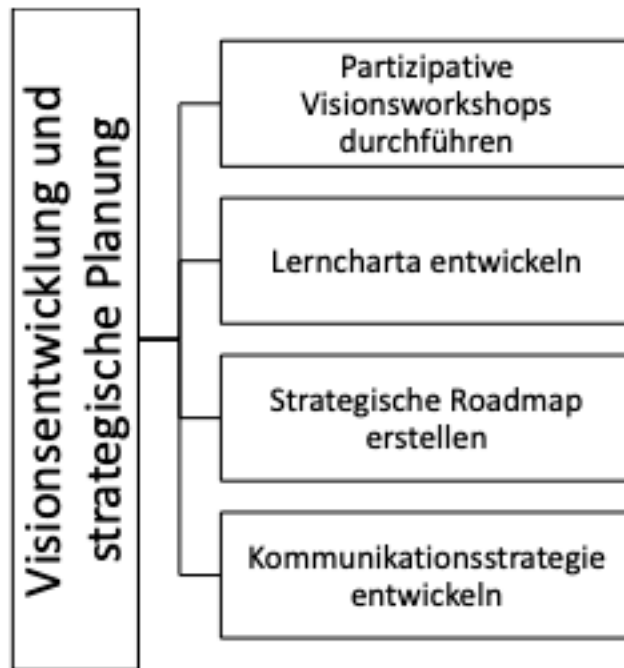 Visionsentwicklung und
strategische Planung
Partizipative
Visionsworkshops
durchführen
Lerncharta entwickeln
Strategische Roadmap
erstellen
Kommunikationsstrategie
entwickeln